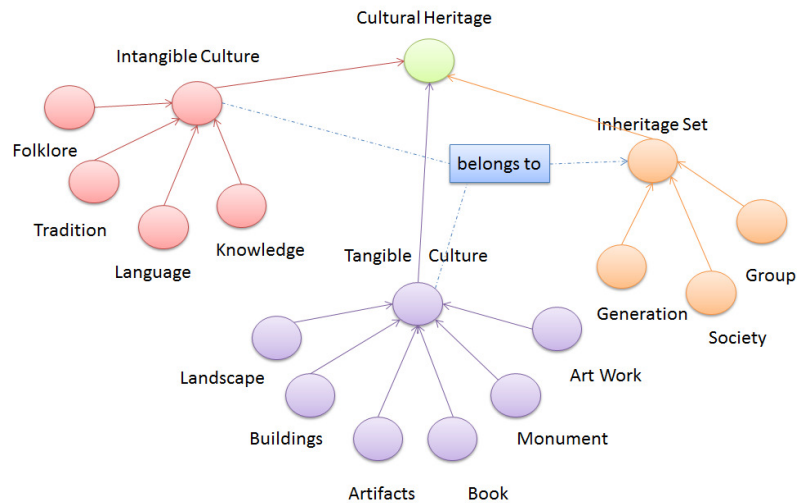 Cultural Heritage
Intangible Culture
Inheritage Set
belongs to
Folklore
Tradition
Language
Knowledge
Tangible Culture
Group
Generation
Society
Landscape
Art Work
Buildings
Monument
Artifacts
Book